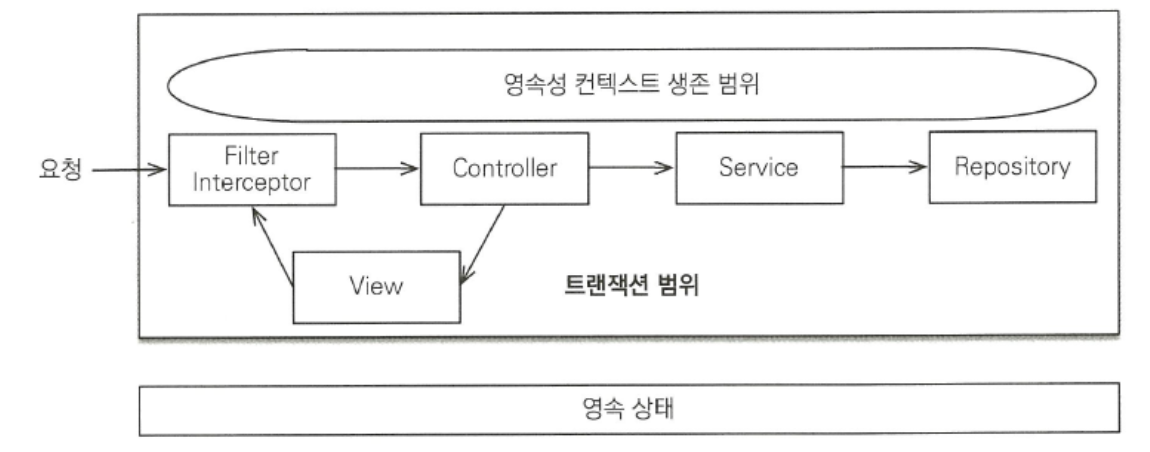 영속성 컨텍스트 생존 범위
요청
Filter
Interceptor
Controller
Service
Repository
View
트랜잭션 범위
영속 상태